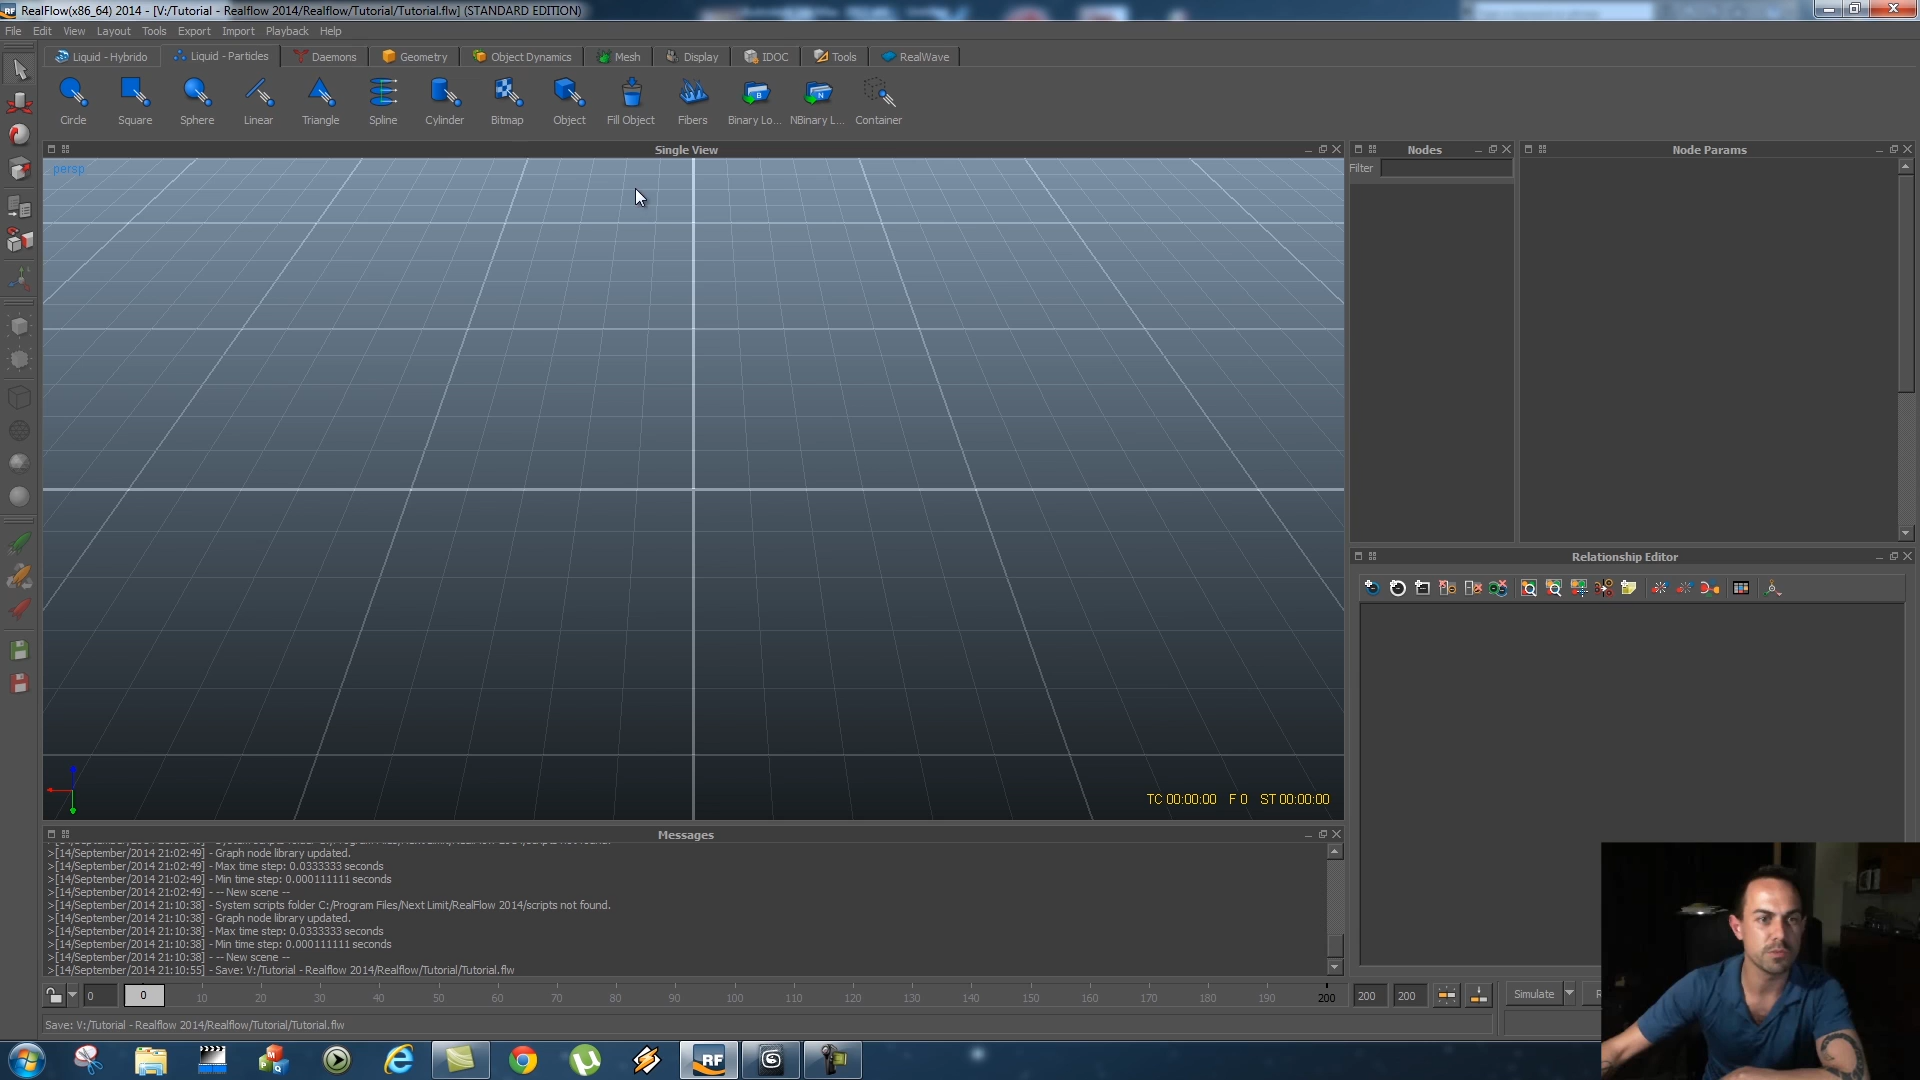 RealFlow(x86_64) 2014 - [V:/Tutorial - Realflow 2014/Realflow/Tutorial/Tutorial.flw] (STANDARD EDITION)
File Edit View Layout Tools Export Import Playback Help
Liquid - Hybrido Liquid - Particles Daemons Geometry Object Dynamics Mesh Display IDOC Tools RealWave
Circle Square Sphere Linear Triangle Spline Cylinder Bitmap Object Fill Object Fibers Binary Lo... NBinary L... Container
Single View
Nodes
Node Params
persp
Filter
Relationship Editor
TC 00:00:00 F 0 ST 00:00:00
Messages
>[14/September/2014 21:02:49] - Graph node library updated.
>[14/September/2014 21:02:49] - Max time step: 0.0333333 seconds
>[14/September/2014 21:02:49] - Min time step: 0.000111111 seconds
>[14/September/2014 21:02:49] - -- New scene --
>[14/September/2014 21:10:38] - System scripts folder C:/Program Files/Next Limit/RealFlow 2014/scripts not found.
>[14/September/2014 21:10:38] - Graph node library updated.
>[14/September/2014 21:10:38] - Max time step: 0.0333333 seconds
>[14/September/2014 21:10:38] - Min time step: 0.000111111 seconds
>[14/September/2014 21:10:38] - -- New scene --
>[14/September/2014 21:10:55] - Save: V:/Tutorial - Realflow 2014/Realflow/Tutorial/Tutorial.flw
0 0 10 20 30 40 50 60 70 80 90 100 110 120 130 140 150 160 170 180 190 200 200 200 Simulate
Save: V:/Tutorial - Realflow 2014/Realflow/Tutorial/Tutorial.flw
RF